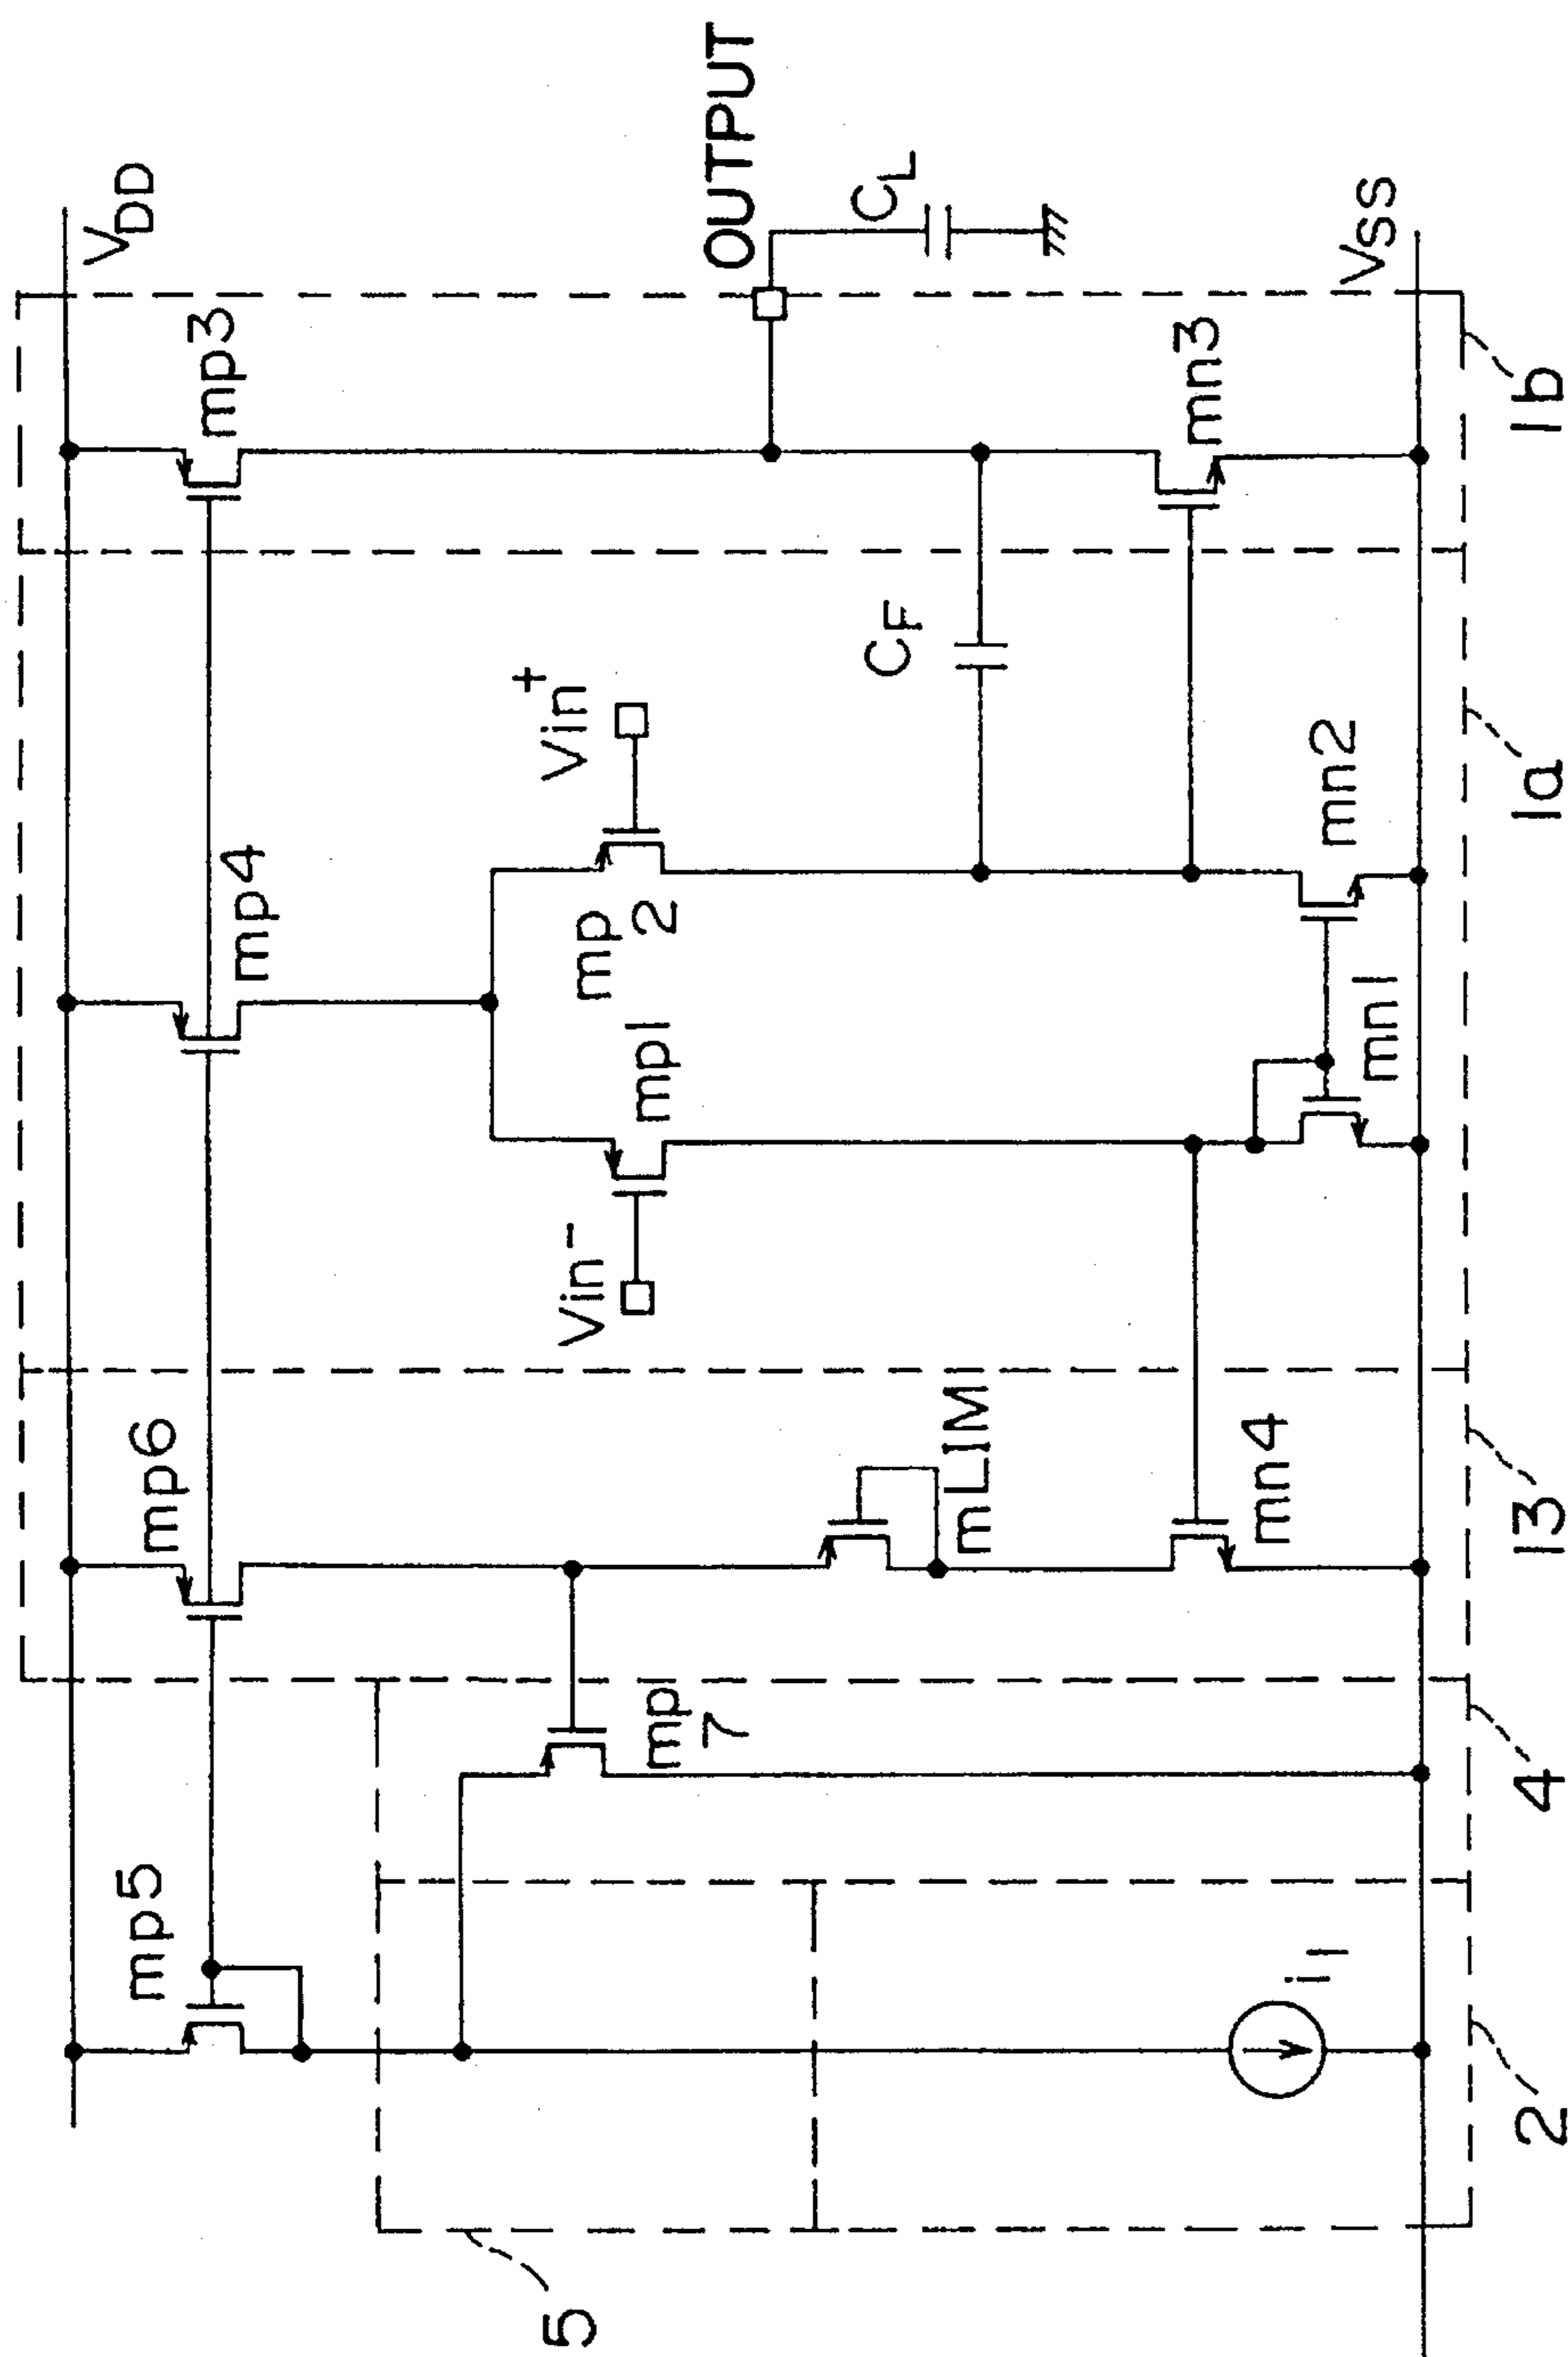 VDD
OUTPUT
CL
VSS
mp3
mn3
1b
mp4
CF
Vin+
mp
2
mp1
Vin-
mn2
mn1
1a
mp6
mLIM
mn4
13
mp
7
4
mp5
i1
2
5